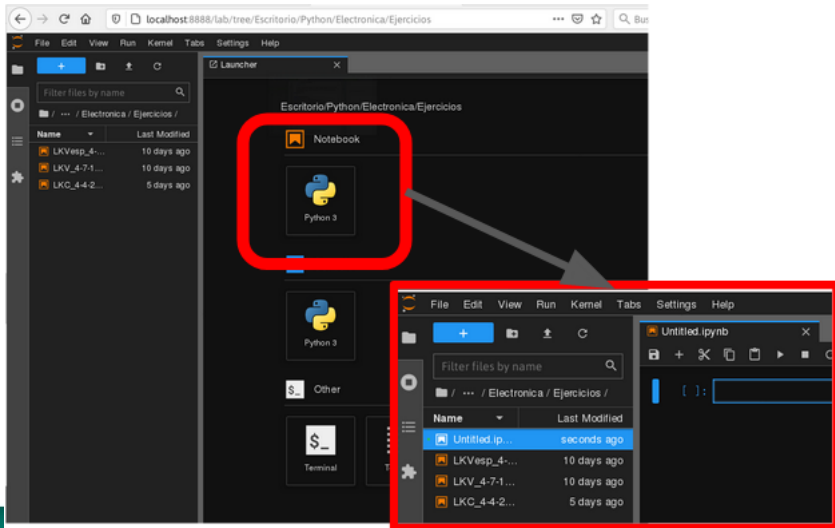 localhost:8888/lab/tree/Escritorio/Python/Electronica/Ejercicios
File Edit View Run Kernel Tabs Settings Help
Launcher
Filter files by name
/ ··· / Electronica / Ejercicios /
Name Last Modified
LKVesp_4-... 10 days ago
LKV_4-7-1... 10 days ago
LKC_4-4-2... 5 days ago
Escritorio/Python/Electronica/Ejercicios
Notebook
Python 3
Python 3
$_ Other
$_
Terminal
File Edit View Run Kernel Tabs Settings Help
Untitled.ipynb
Filter files by name
/ ··· / Electronica / Ejercicios /
[ ]:
Name Last Modified
Untitled.ip... seconds ago
LKVesp_4-... 10 days ago
LKV_4-7-1... 10 days ago
LKC_4-4-2... 5 days ago